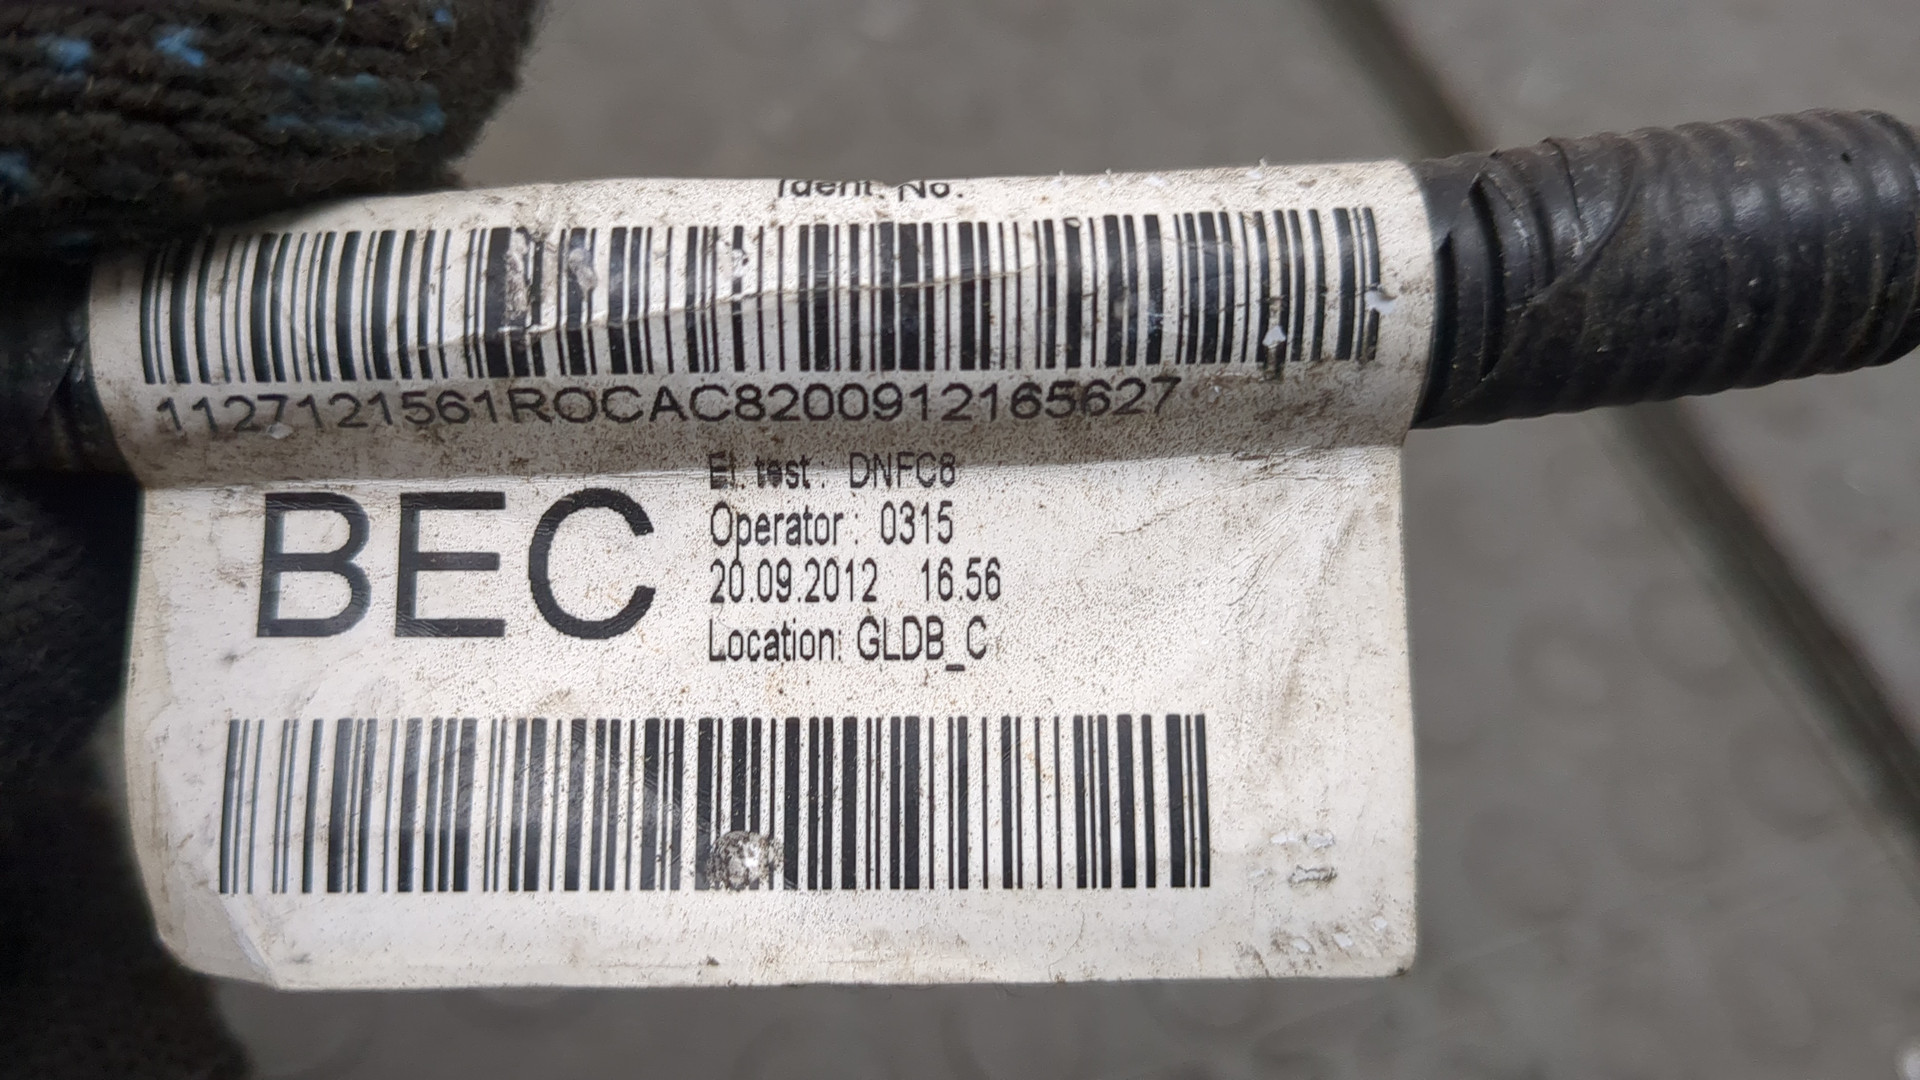 Ident. No.
1127121561ROCAC8200912165627
BEC
El. test : DNFC8
Operator : 0315
20.09.2012 16.56
Location: GLDB_C